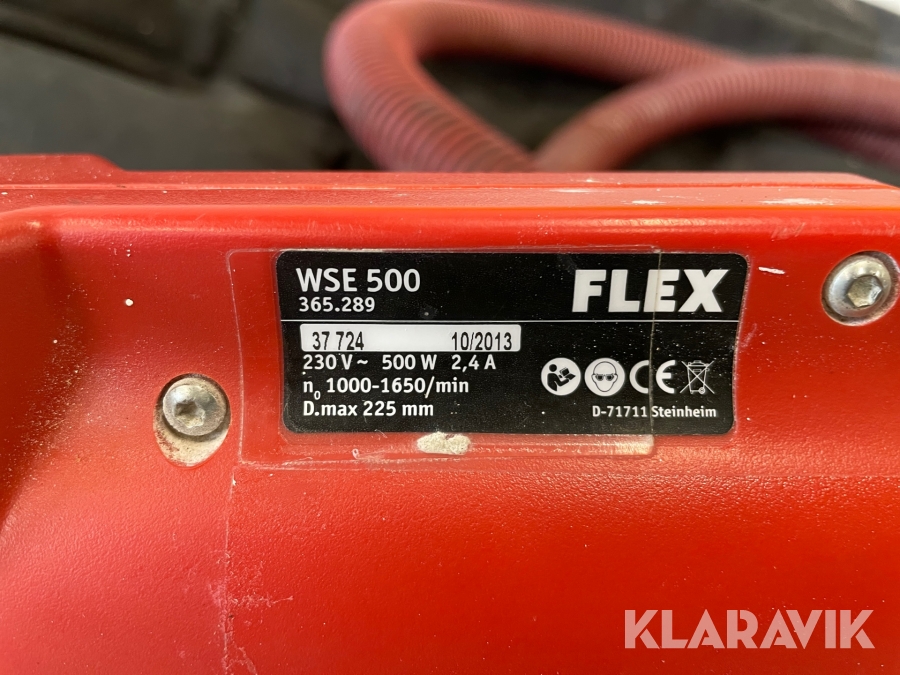 WSE 500
365.289
FLEX
37 724 10/2013
230 V ~ 500 W 2,4 A
n₀ 1000-1650/min
D.max 225 mm
CE
D-71711 Steinheim
KLARAVIK